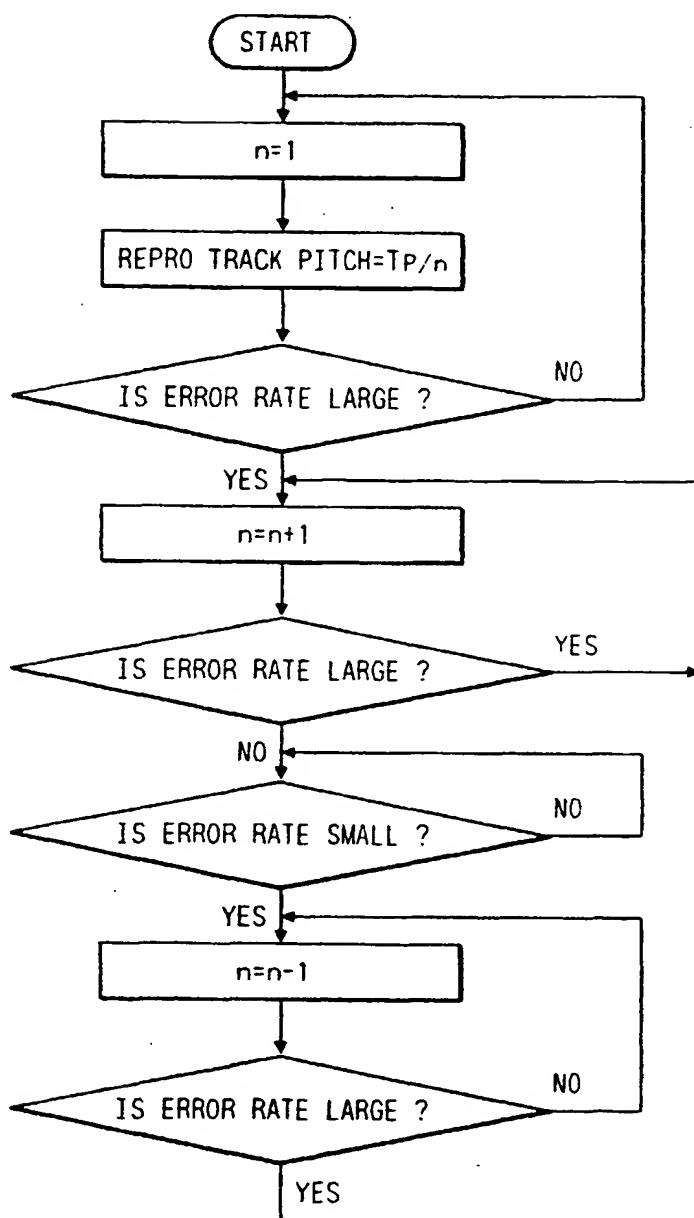 START
n=1
REPRO TRACK PITCH=TP/n
IS ERROR RATE LARGE ?
NO
YES
n=n+1
IS ERROR RATE LARGE ?
YES
NO
IS ERROR RATE SMALL ?
NO
YES
n=n-1
IS ERROR RATE LARGE ?
NO
YES